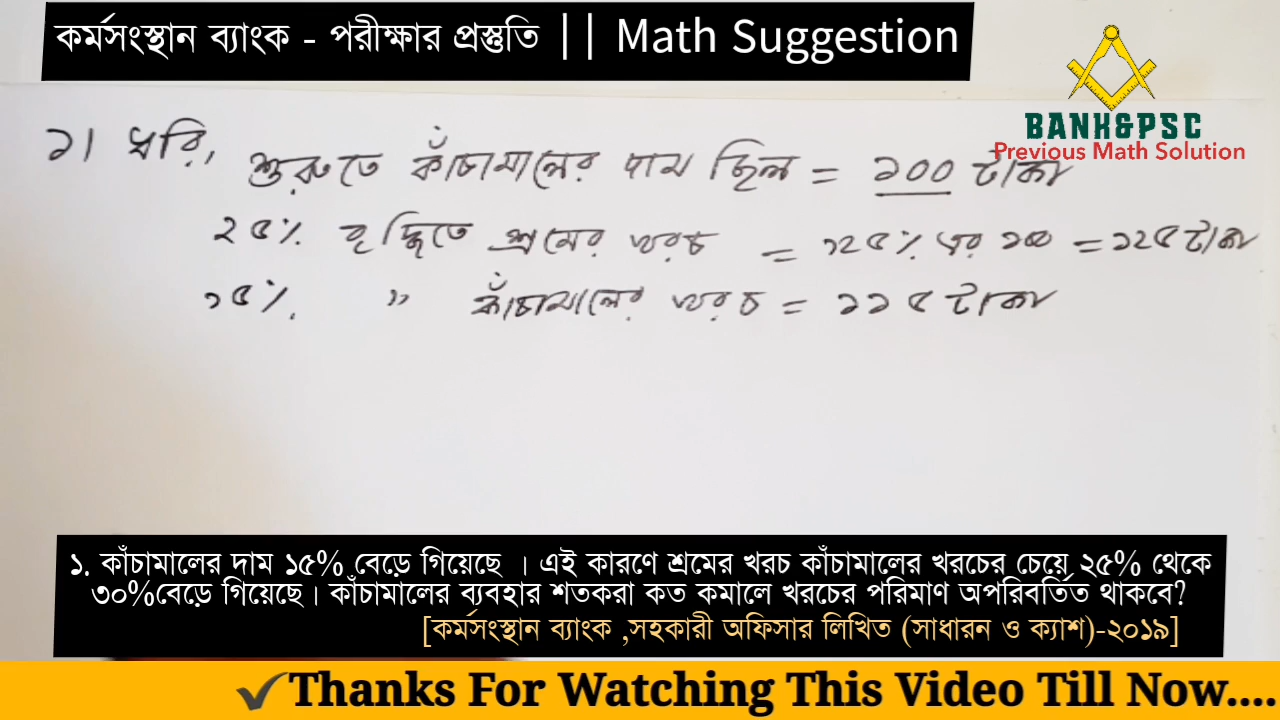 কর্মসংস্থান ব্যাংক - পরীক্ষার প্রস্তুতি || Math Suggestion
BANK&PSC
Previous Math Solution
১। ধরি, শুরুতে কাঁচামালের দাম ছিল = ১০০ টাকা
২৫% বৃদ্ধিতে শ্রমের খরচ = ১২৫% এর ১০০ = ১২৫ টাকা
১৫% " কাঁচামালের খরচ = ১১৫ টাকা
১. কাঁচামালের দাম ১৫% বেড়ে গিয়েছে । এই কারণে শ্রমের খরচ কাঁচামালের খরচের চেয়ে ২৫% থেকে
৩০%বেড়ে গিয়েছে। কাঁচামালের ব্যবহার শতকরা কত কমালে খরচের পরিমাণ অপরিবর্তিত থাকবে?
[কর্মসংস্থান ব্যাংক ,সহকারী অফিসার লিখিত (সাধারন ও ক্যাশ)-২০১৯]
Thanks For Watching This Video Till Now....